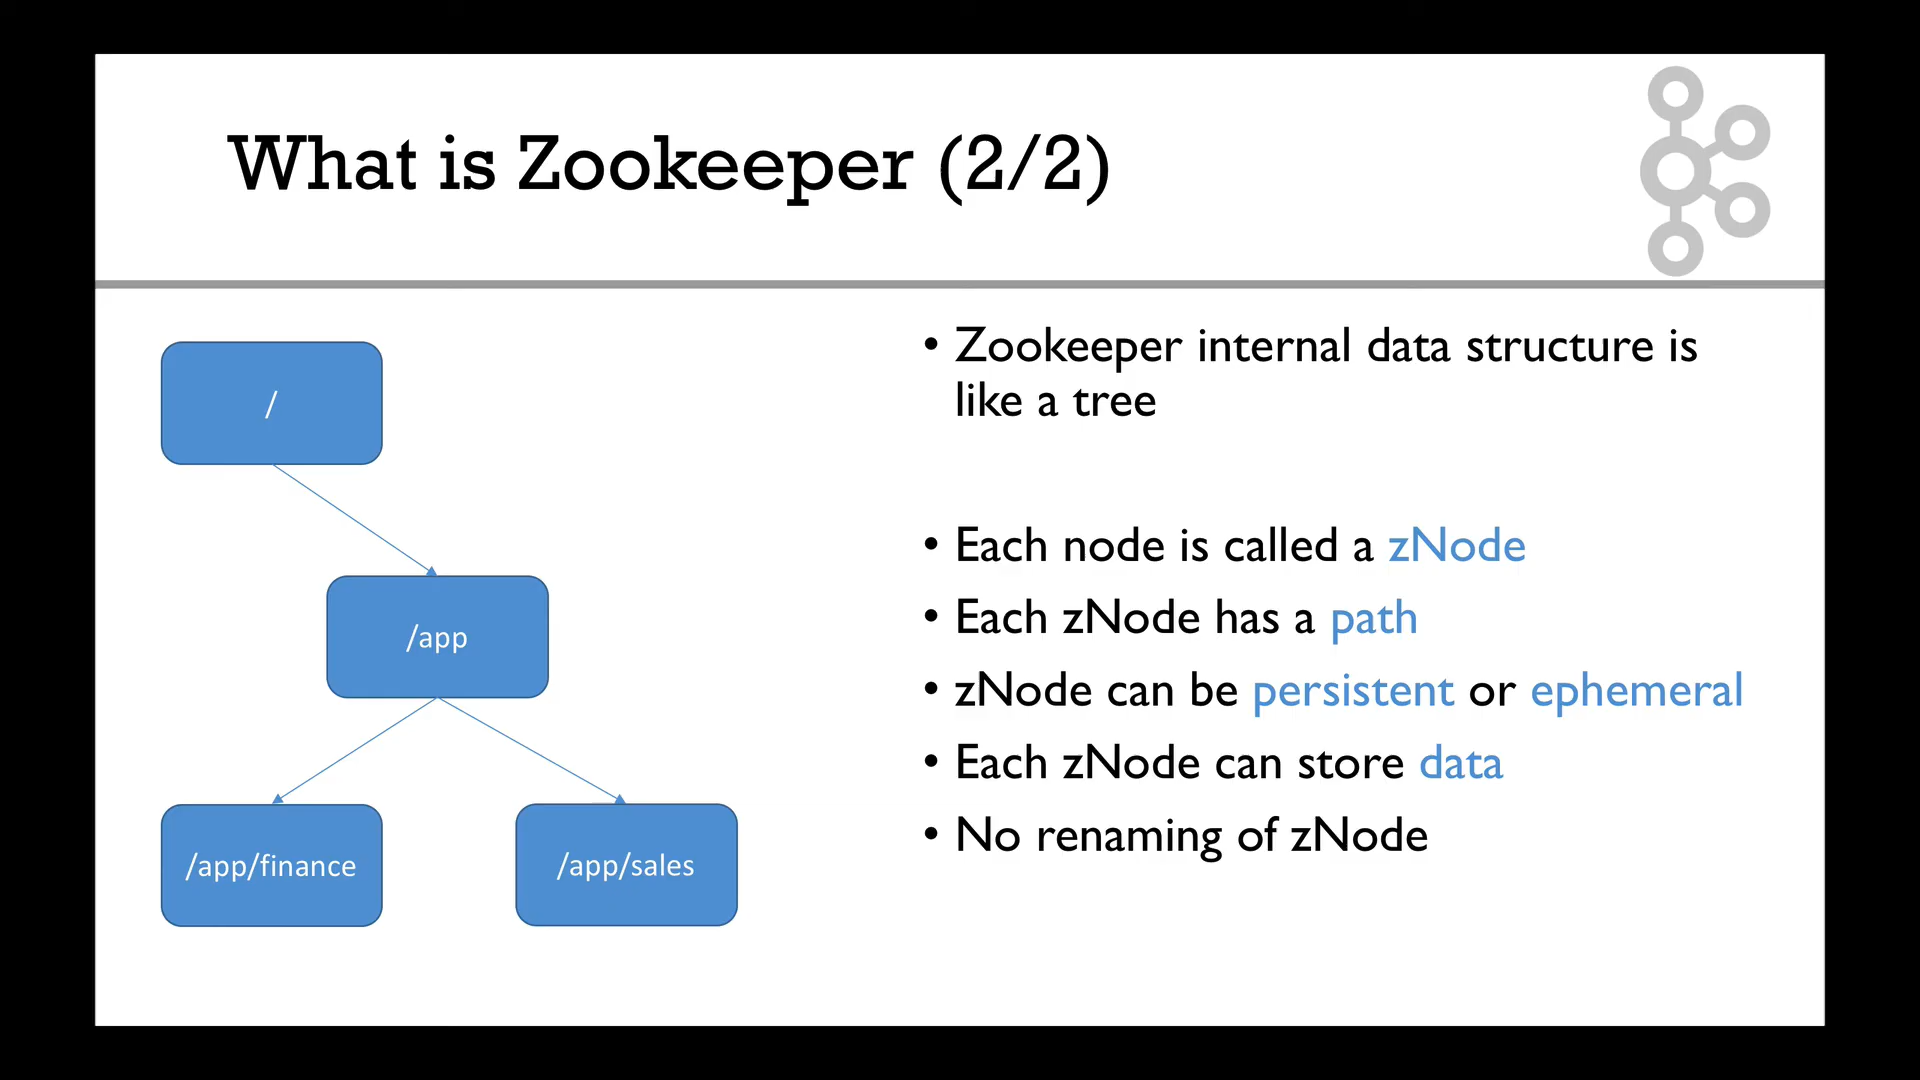 What is Zookeeper (2/2)
/
/app
/app/finance
/app/sales
• Zookeeper internal data structure is
like a tree
• Each node is called a zNode
• Each zNode has a path
• zNode can be persistent or ephemeral
• Each zNode can store data
• No renaming of zNode